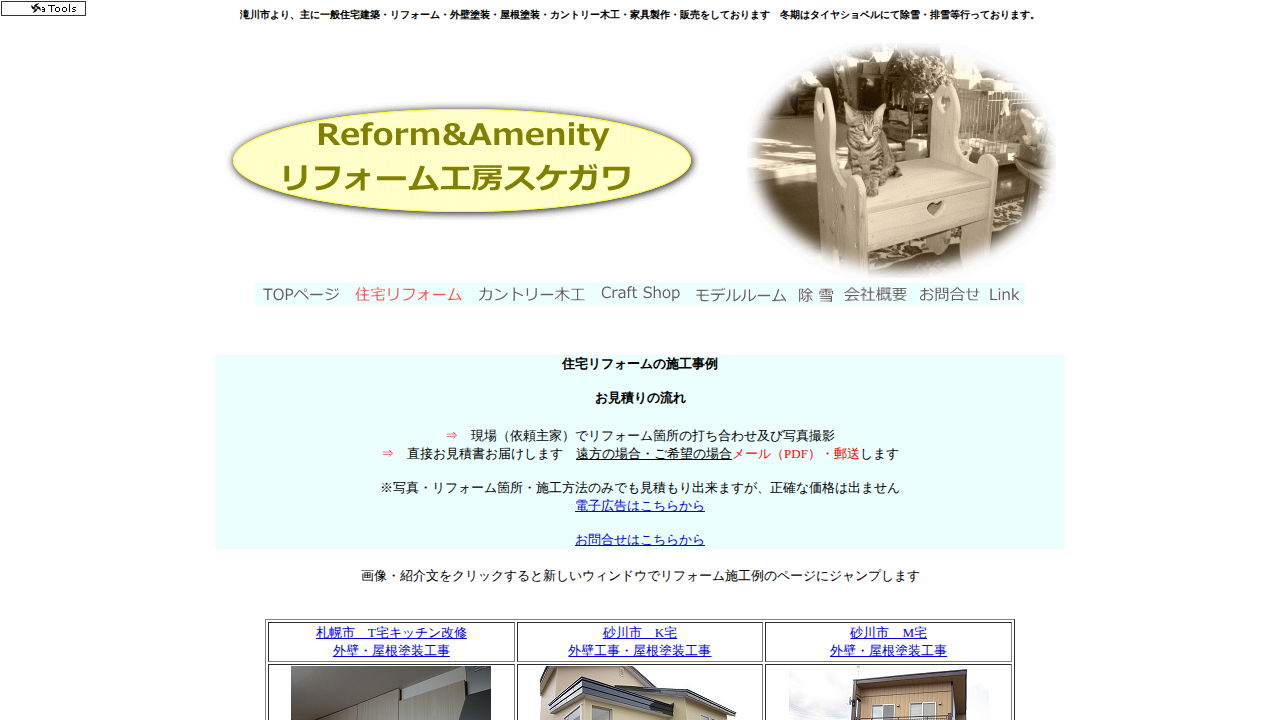 a Tools
滝川市より、主に一般住宅建築・リフォーム・外壁塗装・屋根塗装・カントリー木工・家具製作・販売をしております　冬期はタイヤショベルにて除雪・排雪等行っております。
Reform&Amenity
リフォーム工房スケガワ
TOPページ 住宅リフォーム カントリー木工 Craft Shop モデルルーム 除 雪 会社概要 お問合せ Link
住宅リフォームの施工事例
お見積りの流れ
⇒　現場（依頼主家）でリフォーム箇所の打ち合わせ及び写真撮影
⇒　直接お見積書お届けします　遠方の場合・ご希望の場合メール（PDF）・郵送します
※写真・リフォーム箇所・施工方法のみでも見積もり出来ますが、正確な価格は出ません
電子広告はこちらから
お問合せはこちらから
画像・紹介文をクリックすると新しいウィンドウでリフォーム施工例のページにジャンプします
札幌市　T宅キッチン改修
外壁・屋根塗装工事
砂川市　K宅
外壁工事・屋根塗装工事
砂川市　M宅
外壁・屋根塗装工事